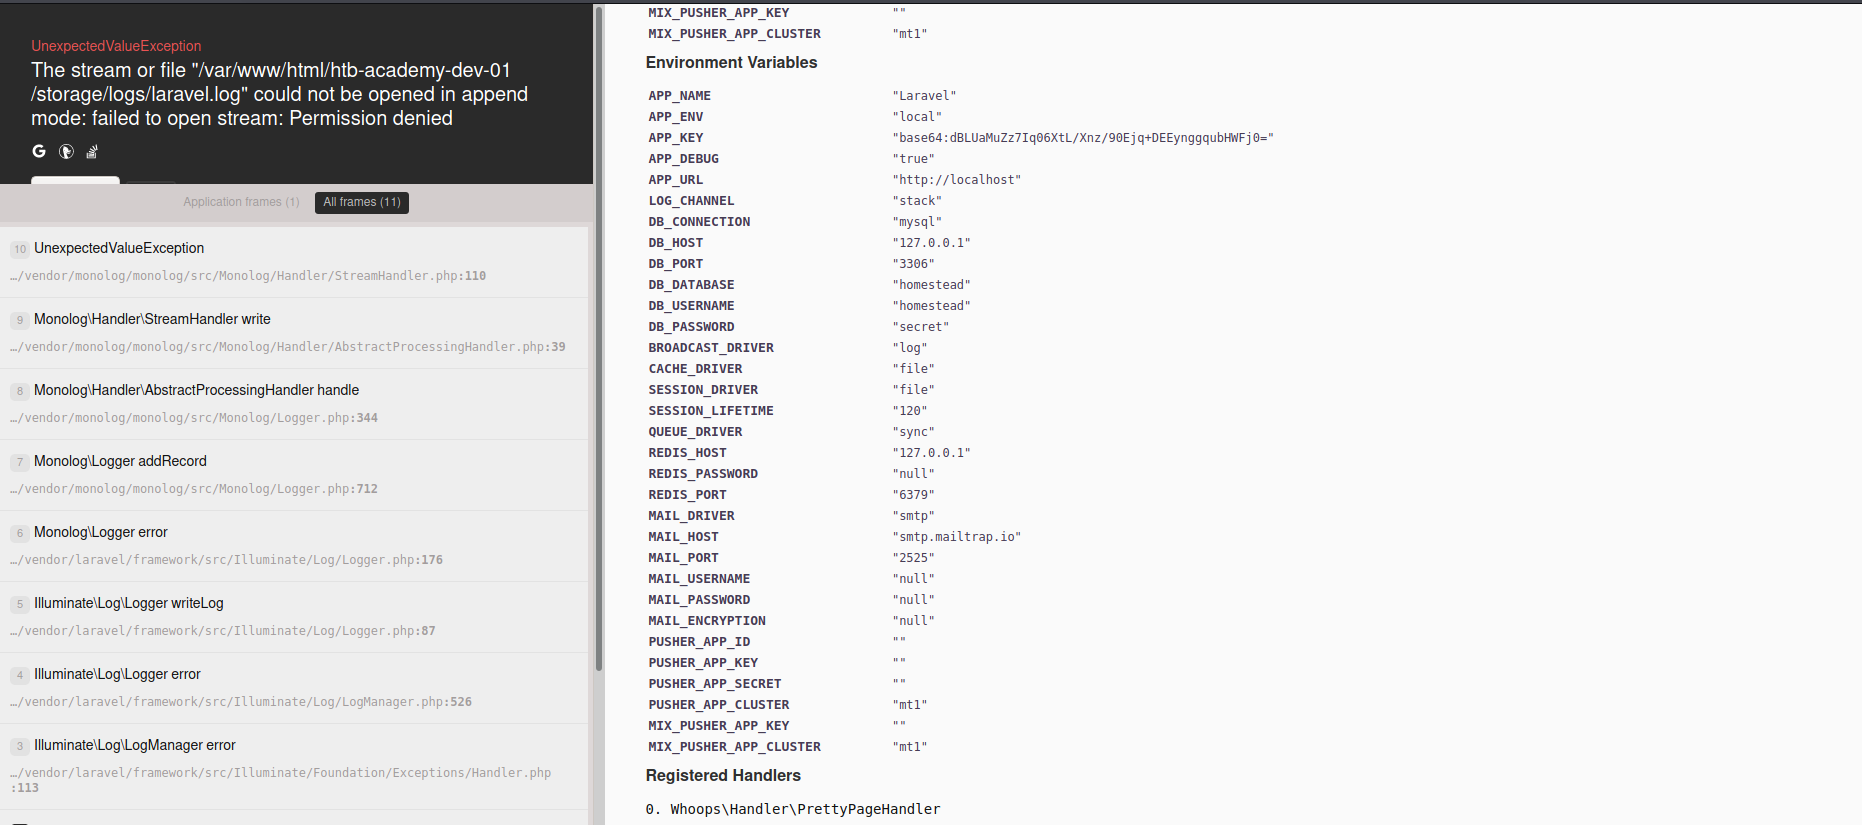 UnexpectedValueException
The stream or file "/var/www/html/htb-academy-dev-01
/storage/logs/laravel.log" could not be opened in append
mode: failed to open stream: Permission denied
Application frames (1)
All frames (11)
10 UnexpectedValueException
…/vendor/monolog/monolog/src/Monolog/Handler/StreamHandler.php:110
9 Monolog\Handler\StreamHandler write
…/vendor/monolog/monolog/src/Monolog/Handler/AbstractProcessingHandler.php:39
8 Monolog\Handler\AbstractProcessingHandler handle
…/vendor/monolog/monolog/src/Monolog/Logger.php:344
7 Monolog\Logger addRecord
…/vendor/monolog/monolog/src/Monolog/Logger.php:712
6 Monolog\Logger error
…/vendor/laravel/framework/src/Illuminate/Log/Logger.php:176
5 Illuminate\Log\Logger writeLog
…/vendor/laravel/framework/src/Illuminate/Log/Logger.php:87
4 Illuminate\Log\Logger error
…/vendor/laravel/framework/src/Illuminate/Log/LogManager.php:526
3 Illuminate\Log\LogManager error
…/vendor/laravel/framework/src/Illuminate/Foundation/Exceptions/Handler.php
:113
MIX_PUSHER_APP_KEY ""
MIX_PUSHER_APP_CLUSTER "mt1"
Environment Variables
APP_NAME "Laravel"
APP_ENV "local"
APP_KEY "base64:dBLUaMuZz7Iq06XtL/Xnz/90Ejq+DEEynggqubHWFj0="
APP_DEBUG "true"
APP_URL "http://localhost"
LOG_CHANNEL "stack"
DB_CONNECTION "mysql"
DB_HOST "127.0.0.1"
DB_PORT "3306"
DB_DATABASE "homestead"
DB_USERNAME "homestead"
DB_PASSWORD "secret"
BROADCAST_DRIVER "log"
CACHE_DRIVER "file"
SESSION_DRIVER "file"
SESSION_LIFETIME "120"
QUEUE_DRIVER "sync"
REDIS_HOST "127.0.0.1"
REDIS_PASSWORD "null"
REDIS_PORT "6379"
MAIL_DRIVER "smtp"
MAIL_HOST "smtp.mailtrap.io"
MAIL_PORT "2525"
MAIL_USERNAME "null"
MAIL_PASSWORD "null"
MAIL_ENCRYPTION "null"
PUSHER_APP_ID ""
PUSHER_APP_KEY ""
PUSHER_APP_SECRET ""
PUSHER_APP_CLUSTER "mt1"
MIX_PUSHER_APP_KEY ""
MIX_PUSHER_APP_CLUSTER "mt1"
Registered Handlers
0. Whoops\Handler\PrettyPageHandler